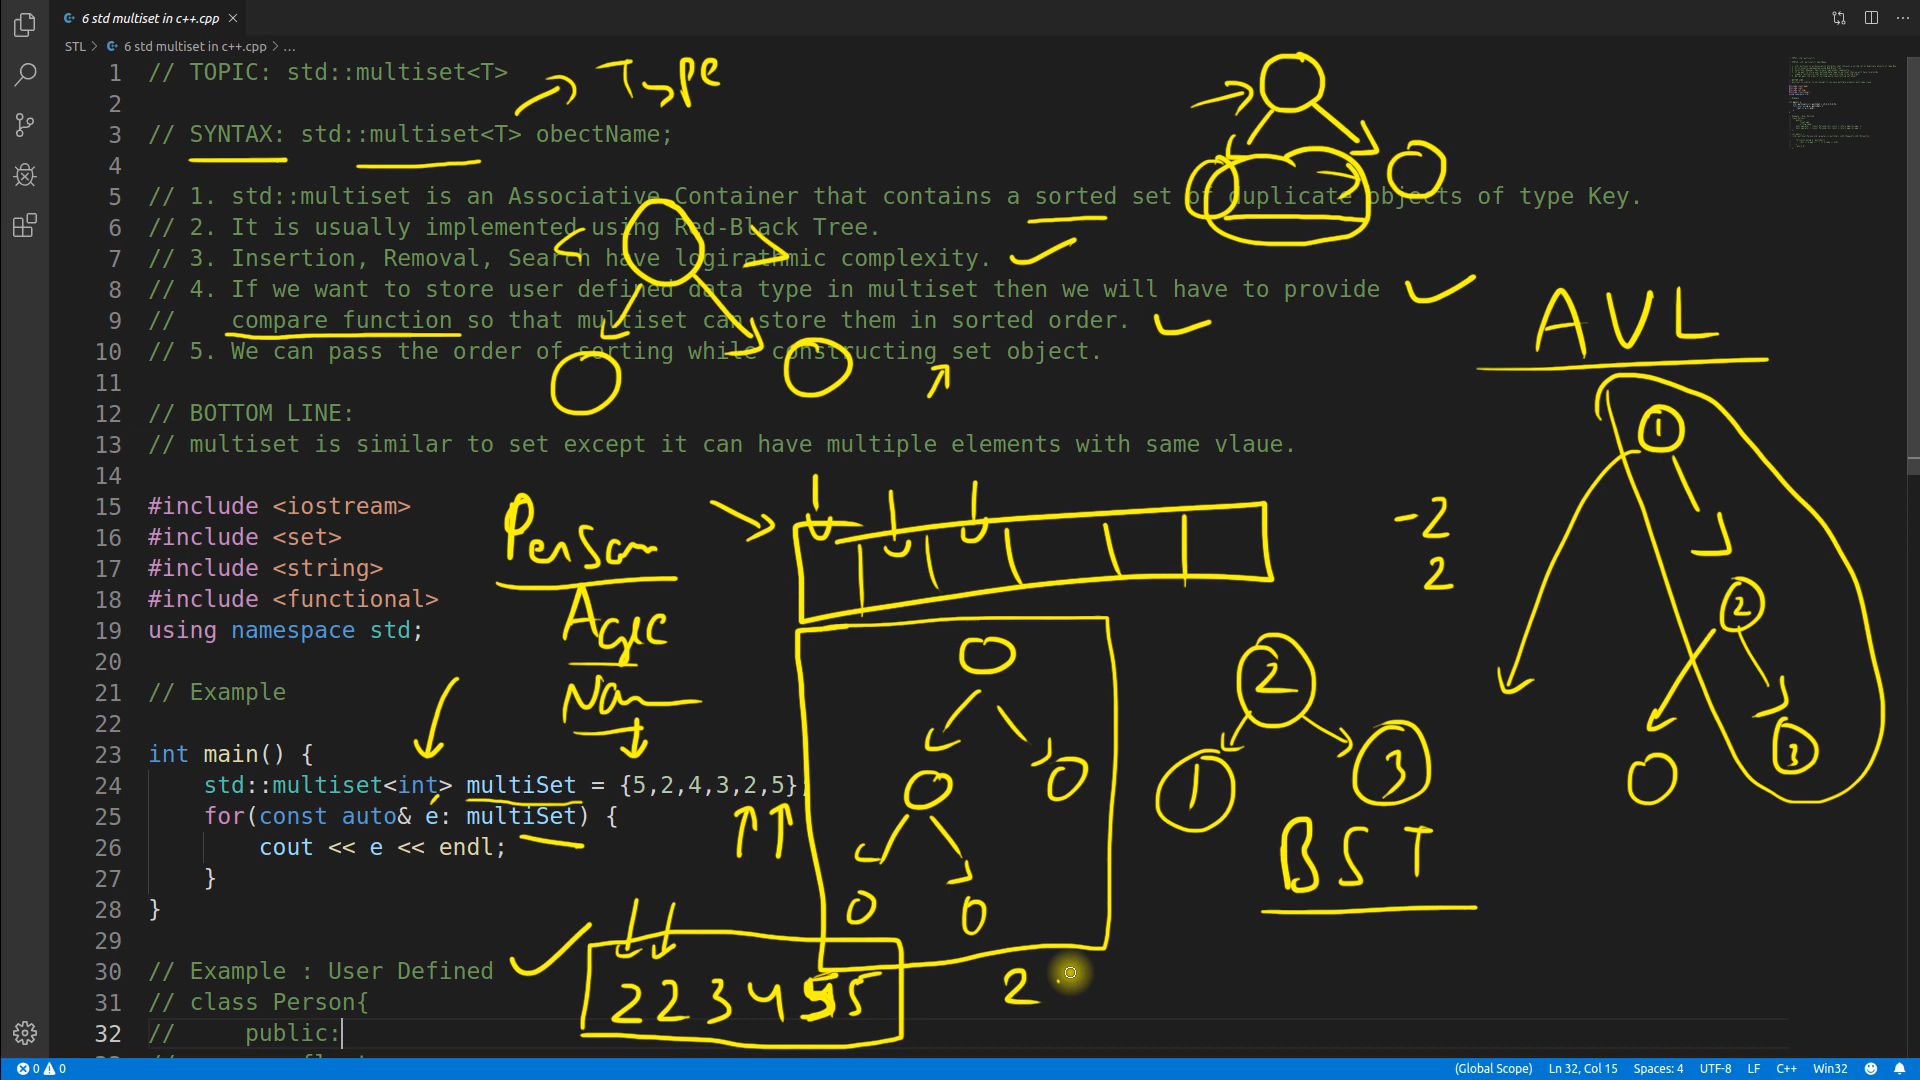 6 std multiset in c++.cpp
STL > 6 std multiset in c++.cpp > ...
1 // TOPIC: std::multiset<T>
Type
2
3 // SYNTAX: std::multiset<T> obectName;
4
5 // 1. std::multiset is an Associative Container that contains a sorted set of duplicate objects of type Key.
6 // 2. It is usually implemented using Red-Black Tree.
7 // 3. Insertion, Removal, Search have logirathmic complexity.
8 // 4. If we want to store user defined data type in multiset then we will have to provide
9 //    compare function so that multiset can store them in sorted order.
10 // 5. We can pass the order of sorting while constructing set object.
AVL
11
12 // BOTTOM LINE:
13 // multiset is similar to set except it can have multiple elements with same vlaue.
1
14
15 #include <iostream>
16 #include <set>
Person
-2
17 #include <string>
2
18 #include <functional>
2
19 using namespace std;
Age
20
21 // Example
Nam
2
22
23 int main() {
3
24     std::multiset<int> multiSet = {5,2,4,3,2,5};
1 3
25     for(const auto& e: multiSet) {
26         cout << e << endl;
BST
27     }
28 }
29
30 // Example : User Defined
2 2 3 4 5 5
2
31 // class Person{
32 //     public:
0 0
(Global Scope) Ln 32, Col 15 Spaces: 4 UTF-8 LF C++ Win32